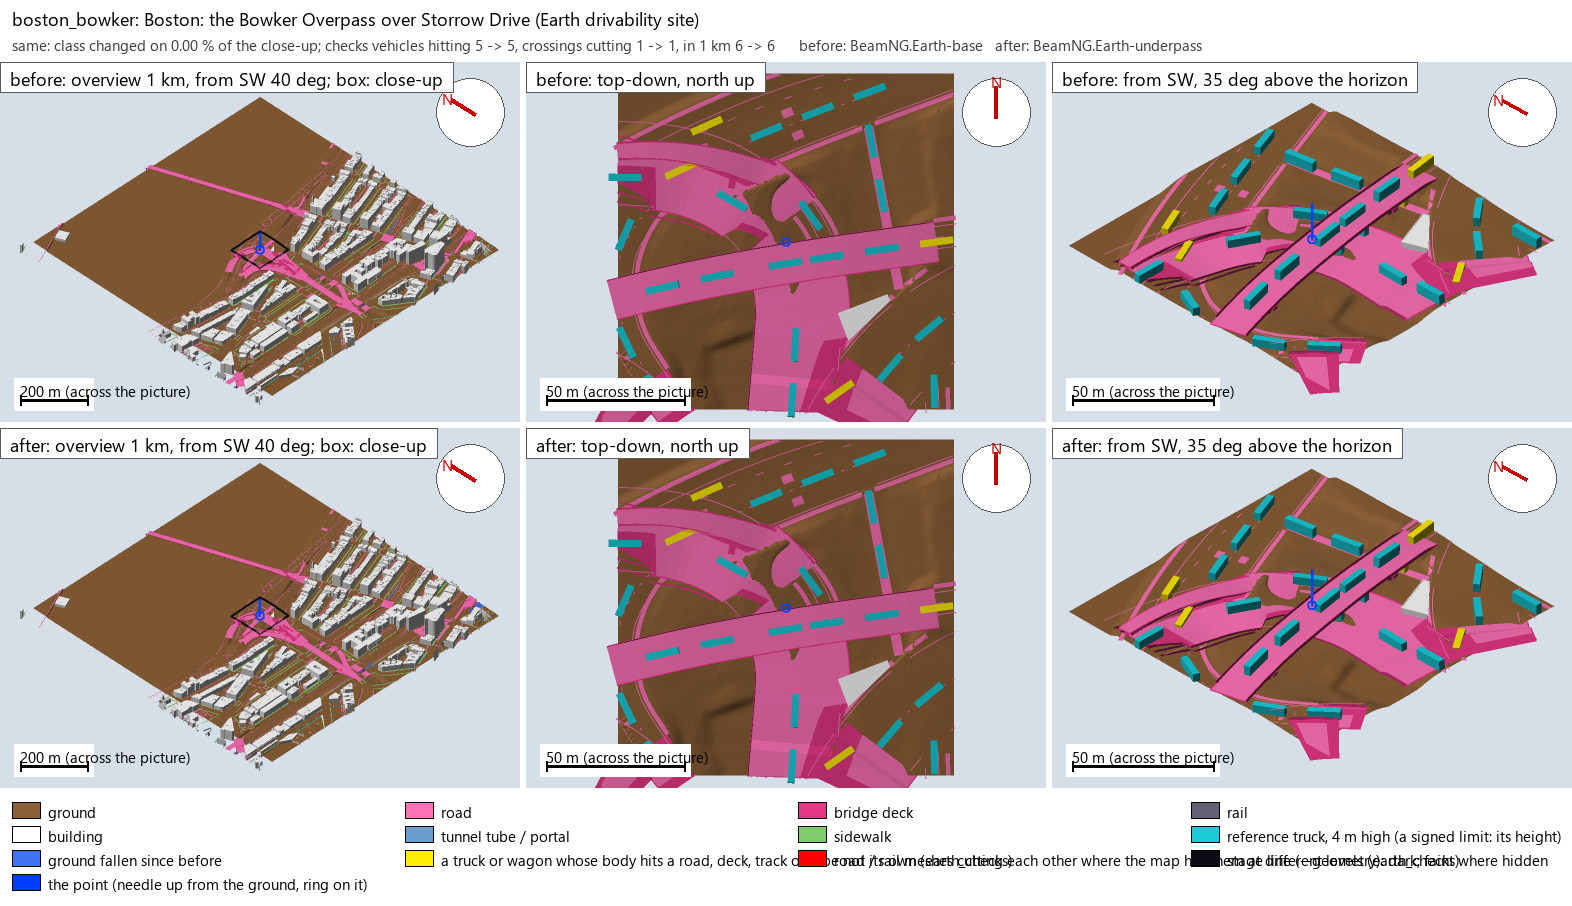 boston_bowker: Boston: the Bowker Overpass over Storrow Drive (Earth drivability site)
same: class changed on 0.00 % of the close-up; checks vehicles hitting 5 -> 5, crossings cutting 1 -> 1, in 1 km 6 -> 6 before: BeamNG.Earth-base after: BeamNG.Earth-underpass
before: overview 1 km, from SW 40 deg; box: close-up
N
200 m (across the picture)
before: top-down, north up
N
50 m (across the picture)
before: from SW, 35 deg above the horizon
N
50 m (across the picture)
after: overview 1 km, from SW 40 deg; box: close-up
N
200 m (across the picture)
after: top-down, north up
N
50 m (across the picture)
after: from SW, 35 deg above the horizon
N
50 m (across the picture)
ground
road
bridge deck
rail
building
tunnel tube / portal
sidewalk
reference truck, 4 m high (a signed limit: its height)
ground fallen since before
a truck or wagon whose body hits a road, deck, track o
each other where the map h
where hidden
the point (needle up from the ground, ring on it)